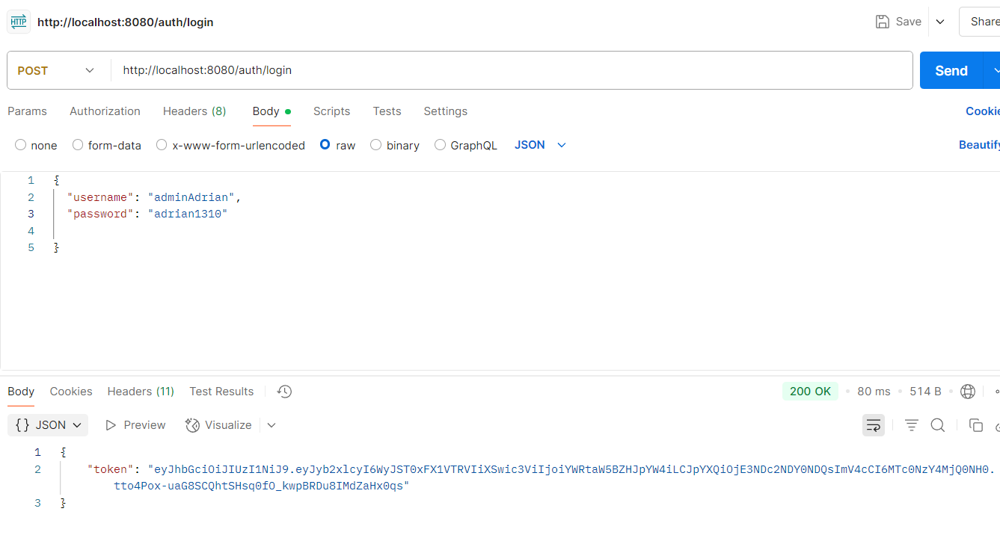 HTTP http://localhost:8080/auth/login Save Share
POST http://localhost:8080/auth/login Send
Params Authorization Headers (8) Body Scripts Tests Settings Cookie
none form-data x-www-form-urlencoded raw binary GraphQL JSON Beautify
1 {
2 "username": "adminAdrian",
3 "password": "adrian1310"
4
5 }
Body Cookies Headers (11) Test Results 200 OK • 80 ms • 514 B •
{} JSON Preview Visualize
1 {
2 "token": "eyJhbGciOiJIUzI1NiJ9.eyJyb2xlcyI6WyJST0xFX1VTRVIiXSwic3ViIjoiYWRtaW5BZHJpYW4iLCJpYXQiOjE3NDc2NDY0NDQsImV4cCI6MTc0NzY4MjQ0NH0.
tto4Pox-uaG8SCQhtSHsq0fO_kwpBRDu8IMdZaHx0qs"
3 }